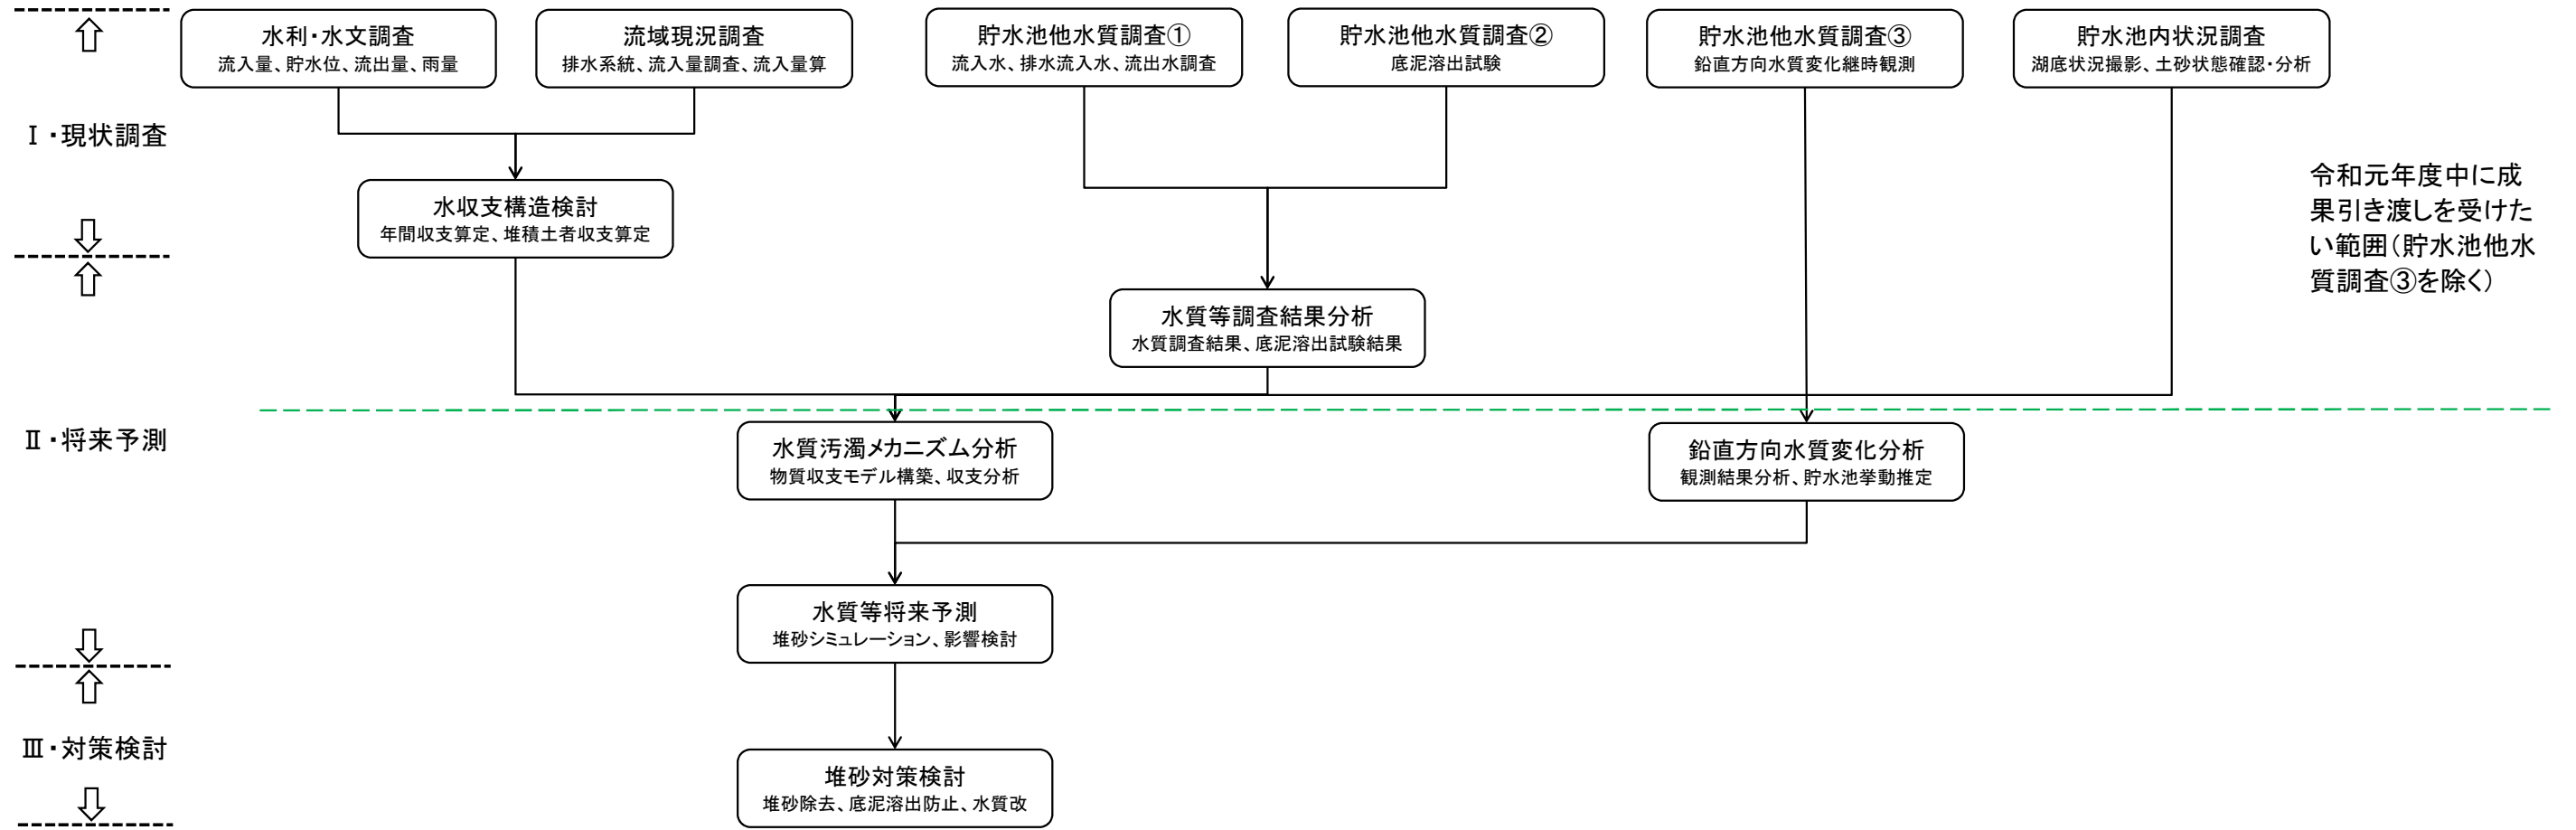 水利・水文調査
流入量、貯水位、流出量、雨量
流域現況調査
排水系統、流入量調査、流入量算
貯水池他水質調査①
流入水、排水流入水、流出水調査
貯水池他水質調査②
底泥溶出試験
貯水池他水質調査③
鉛直方向水質変化継時観測
貯水池内状況調査
湖底状況撮影、土砂状態確認・分析
Ⅰ・現状調査
水収支構造検討
年間収支算定、堆積土者収支算定
令和元年度中に成
果引き渡しを受けた
い範囲（貯水池他水
質調査③を除く）
水質等調査結果分析
水質調査結果、底泥溶出試験結果
Ⅱ・将来予測
水質汚濁メカニズム分析
物質収支モデル構築、収支分析
鉛直方向水質変化分析
観測結果分析、貯水池挙動推定
水質等将来予測
堆砂シミュレーション、影響検討
Ⅲ・対策検討
堆砂対策検討
堆砂除去、底泥溶出防止、水質改